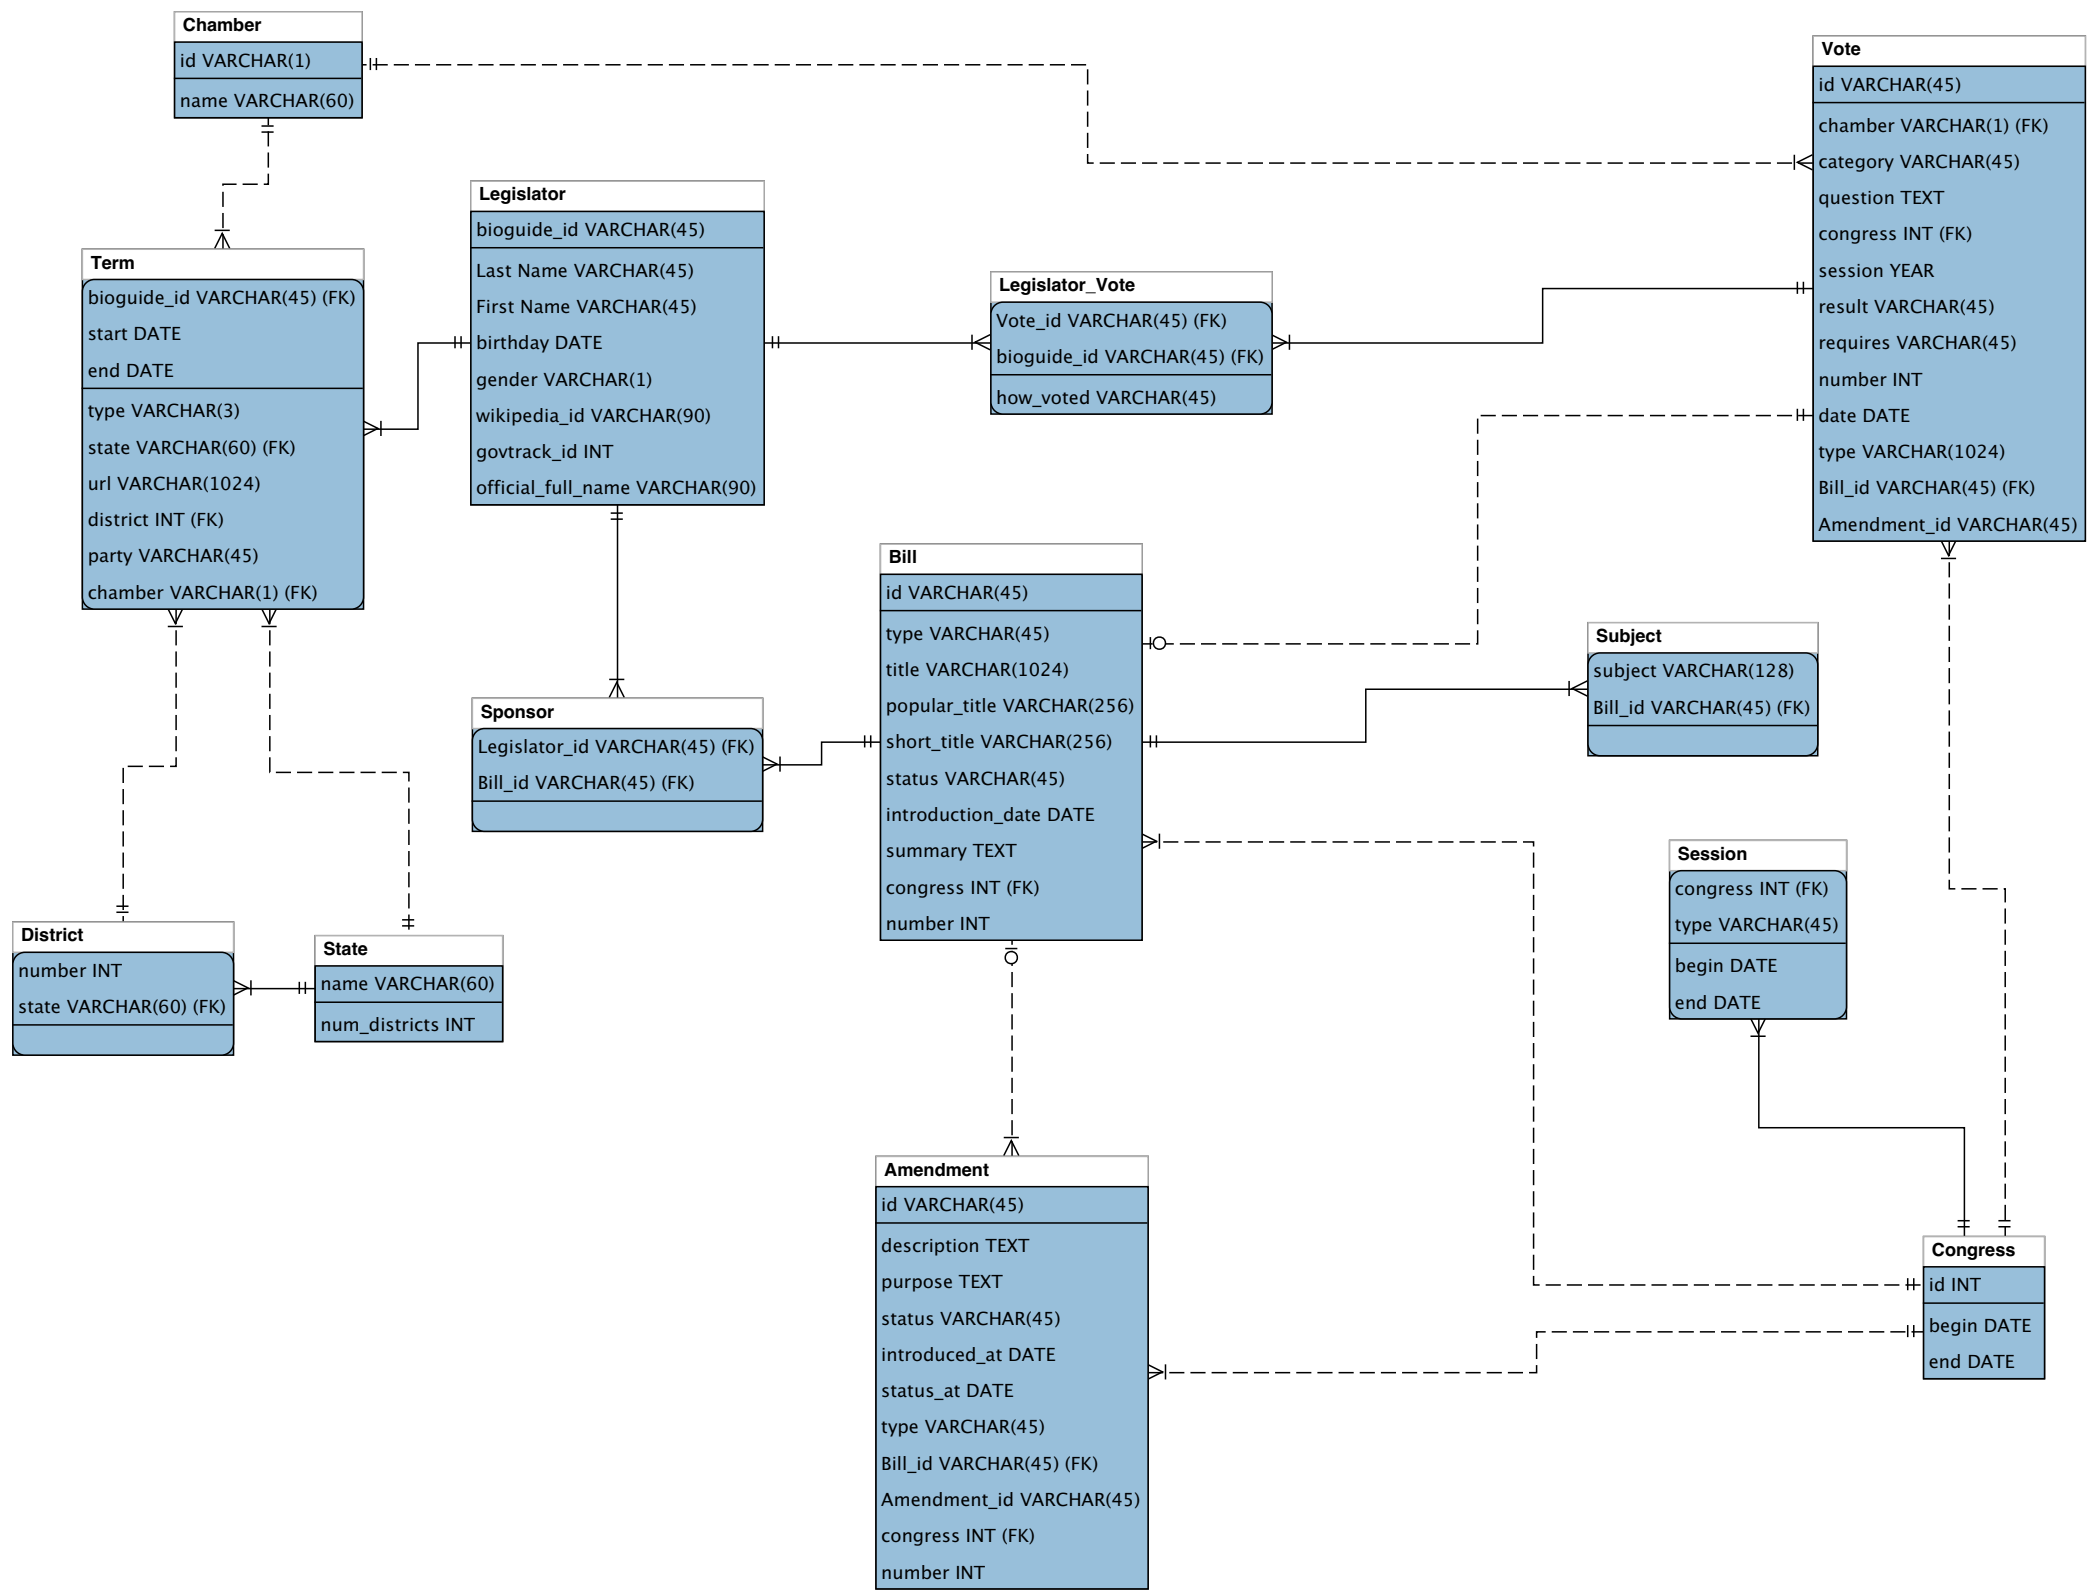 Chamber
id VARCHAR(1)
name VARCHAR(60)
Vote
id VARCHAR(45)
chamber VARCHAR(1) (FK)
category VARCHAR(45)
question TEXT
congress INT (FK)
session YEAR
result VARCHAR(45)
requires VARCHAR(45)
number INT
date DATE
type VARCHAR(1024)
Bill_id VARCHAR(45) (FK)
Amendment_id VARCHAR(45)
Legislator
bioguide_id VARCHAR(45)
Last Name VARCHAR(45)
First Name VARCHAR(45)
birthday DATE
gender VARCHAR(1)
wikipedia_id VARCHAR(90)
govtrack_id INT
official_full_name VARCHAR(90)
Term
bioguide_id VARCHAR(45) (FK)
start DATE
end DATE
type VARCHAR(3)
state VARCHAR(60) (FK)
url VARCHAR(1024)
district INT (FK)
party VARCHAR(45)
chamber VARCHAR(1) (FK)
Legislator_Vote
Vote_id VARCHAR(45) (FK)
bioguide_id VARCHAR(45) (FK)
how_voted VARCHAR(45)
Bill
id VARCHAR(45)
type VARCHAR(45)
title VARCHAR(1024)
popular_title VARCHAR(256)
short_title VARCHAR(256)
status VARCHAR(45)
introduction_date DATE
summary TEXT
congress INT (FK)
number INT
Subject
subject VARCHAR(128)
Bill_id VARCHAR(45) (FK)
Sponsor
Legislator_id VARCHAR(45) (FK)
Bill_id VARCHAR(45) (FK)
Session
congress INT (FK)
type VARCHAR(45)
begin DATE
end DATE
District
number INT
state VARCHAR(60) (FK)
State
name VARCHAR(60)
num_districts INT
Amendment
id VARCHAR(45)
description TEXT
purpose TEXT
status VARCHAR(45)
introduced_at DATE
status_at DATE
type VARCHAR(45)
Bill_id VARCHAR(45) (FK)
Amendment_id VARCHAR(45)
congress INT (FK)
number INT
Congress
id INT
begin DATE
end DATE